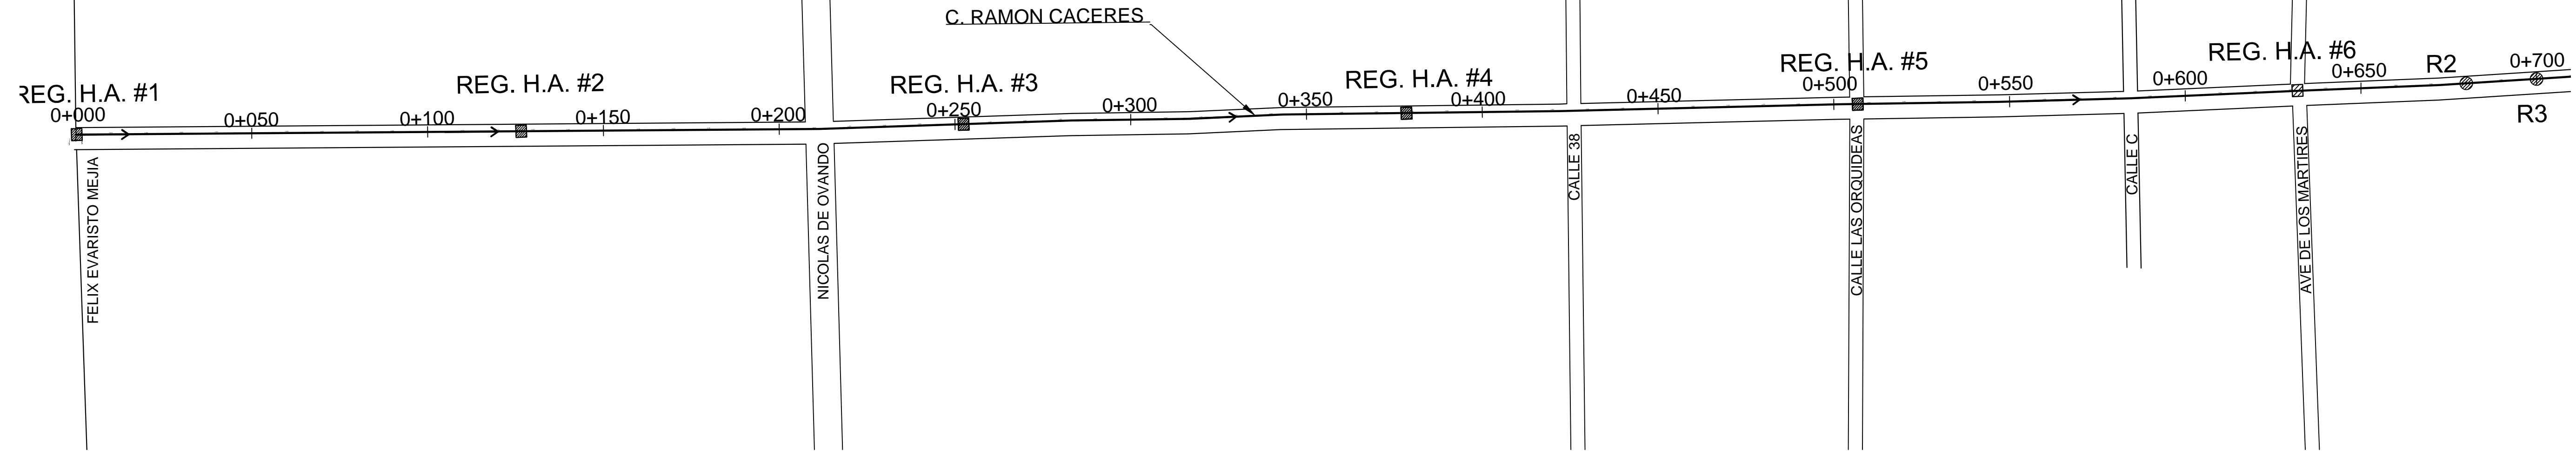 C. RAMON CACERES
REG. H.A. #1
REG. H.A. #2
REG. H.A. #3
REG. H.A. #4
REG. H.A. #5
REG. H.A. #6
R2
R3
0+000
0+050
0+100
0+150
0+200
0+250
0+300
0+350
0+400
0+450
0+500
0+550
0+600
0+650
0+700
FELIX EVARISTO MEJIA
NICOLAS DE OVANDO
CALLE 38
CALLE LAS ORQUIDEAS
CALLE C
AVE DE LOS MARTIRES